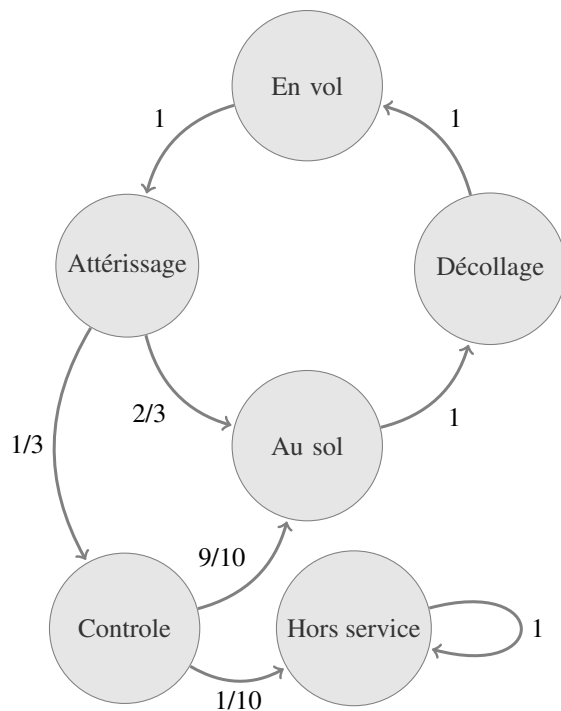 En vol
1
1
Attérissage
Décollage
2/3
1
1/3
Au sol
9/10
Controle
Hors service
1
1/10